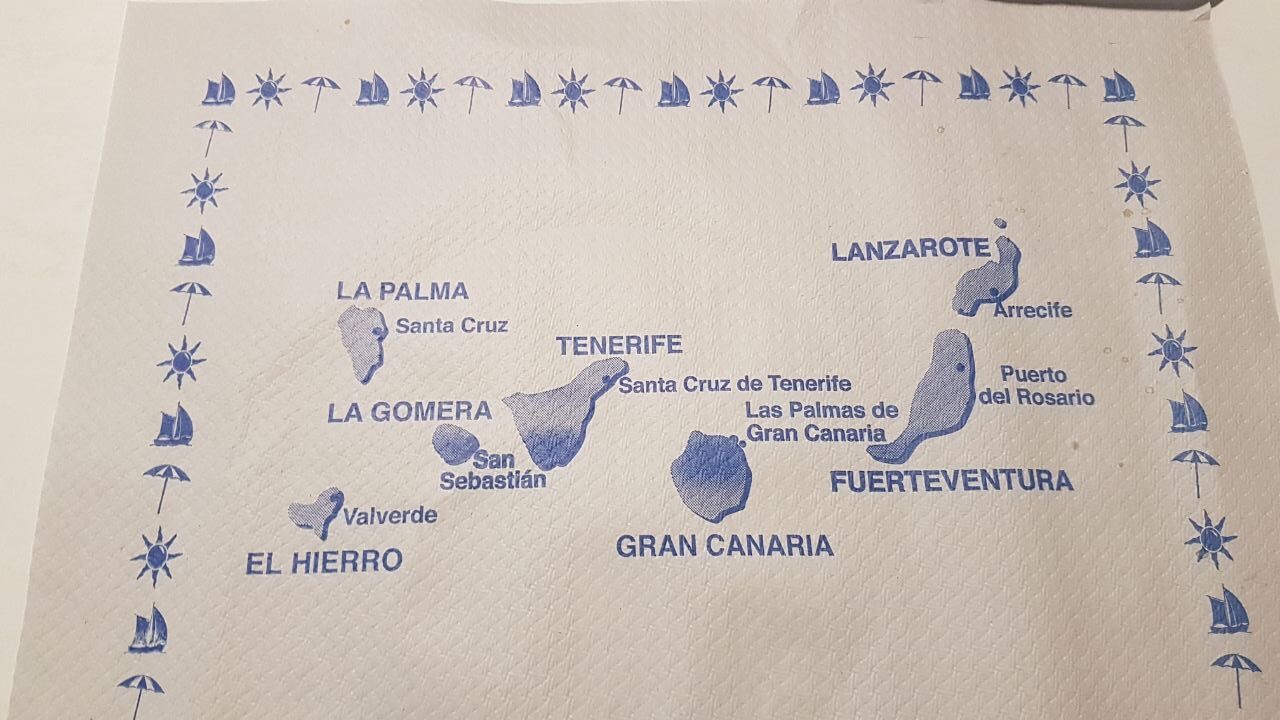 LANZAROTE
Arrecife
LA PALMA
Santa Cruz
TENERIFE
Santa Cruz de Tenerife
Puerto
del Rosario
LA GOMERA
San
Sebastián
Las Palmas de
Gran Canaria
FUERTEVENTURA
Valverde
EL HIERRO
GRAN CANARIA